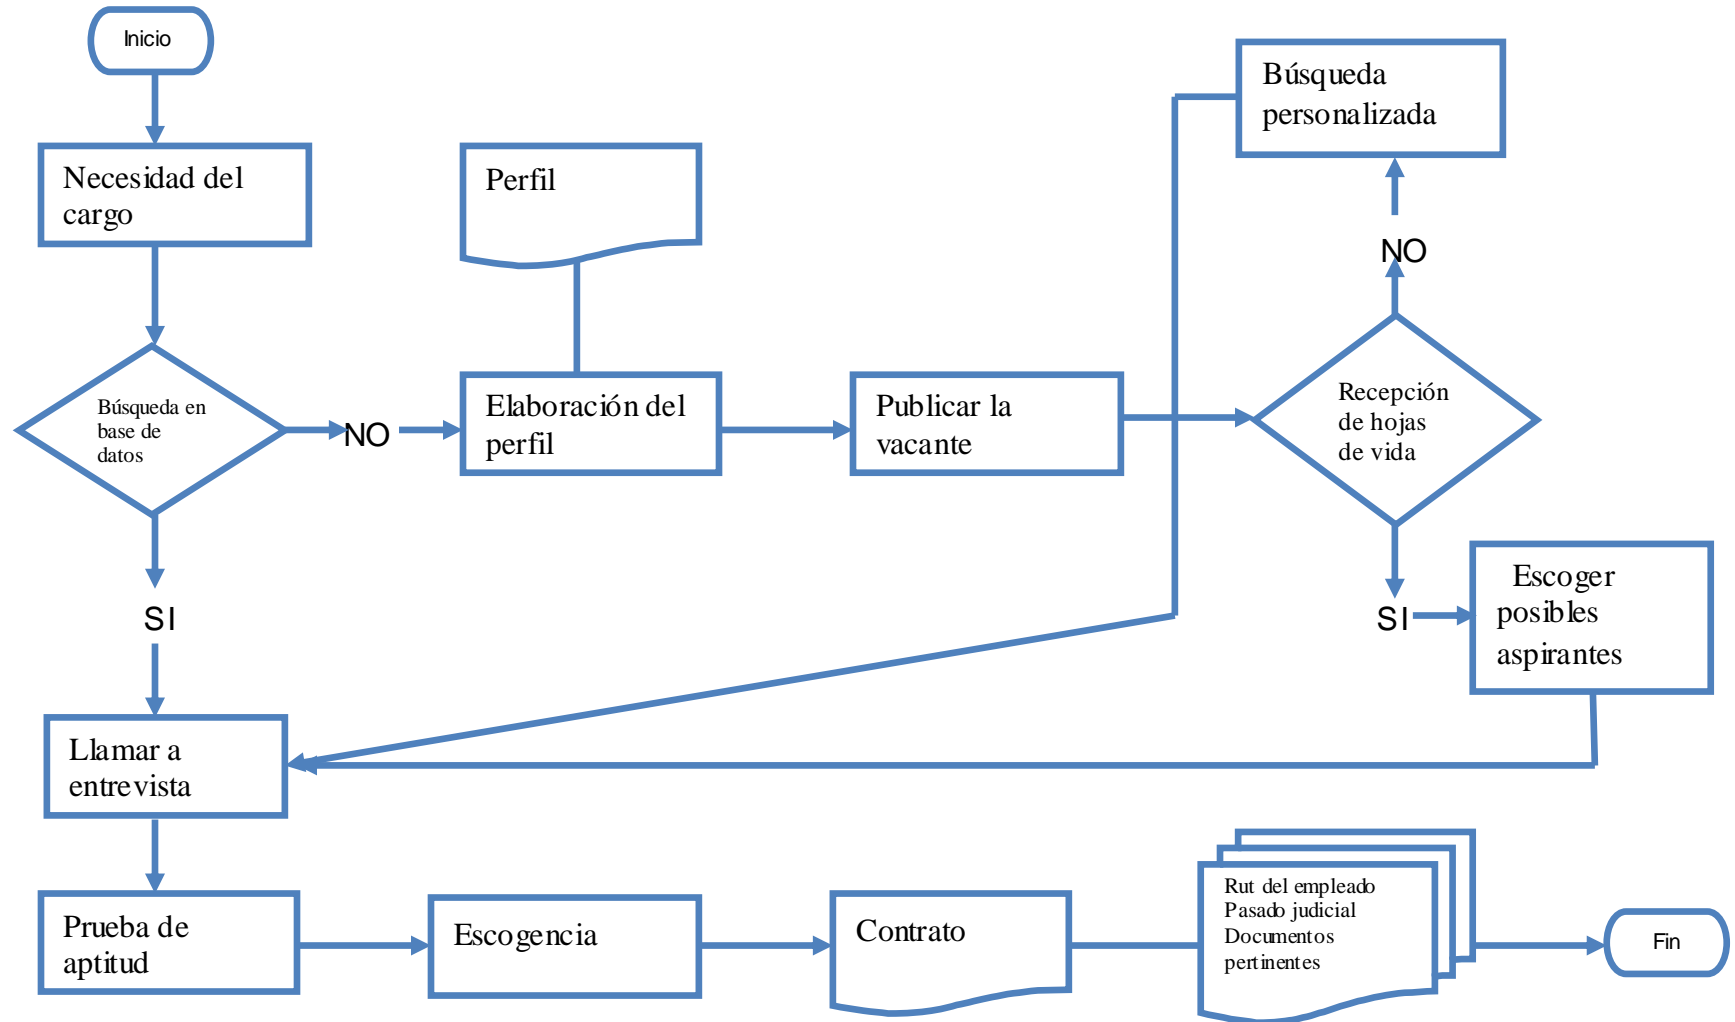 Inicio
Necesidad del
cargo
Búsqueda en
base de
datos
NO
SI
Perfil
Elaboración del
perfil
Publicar la
vacante
Búsqueda
personalizada
NO
Recepción
de hojas
de vida
SI
Escoger
posibles
aspirantes
Llamar a
entrevista
Prueba de
aptitud
Escogencia
Contrato
Rut del empleado
Pasado judicial
Documentos
pertinentes
Fin